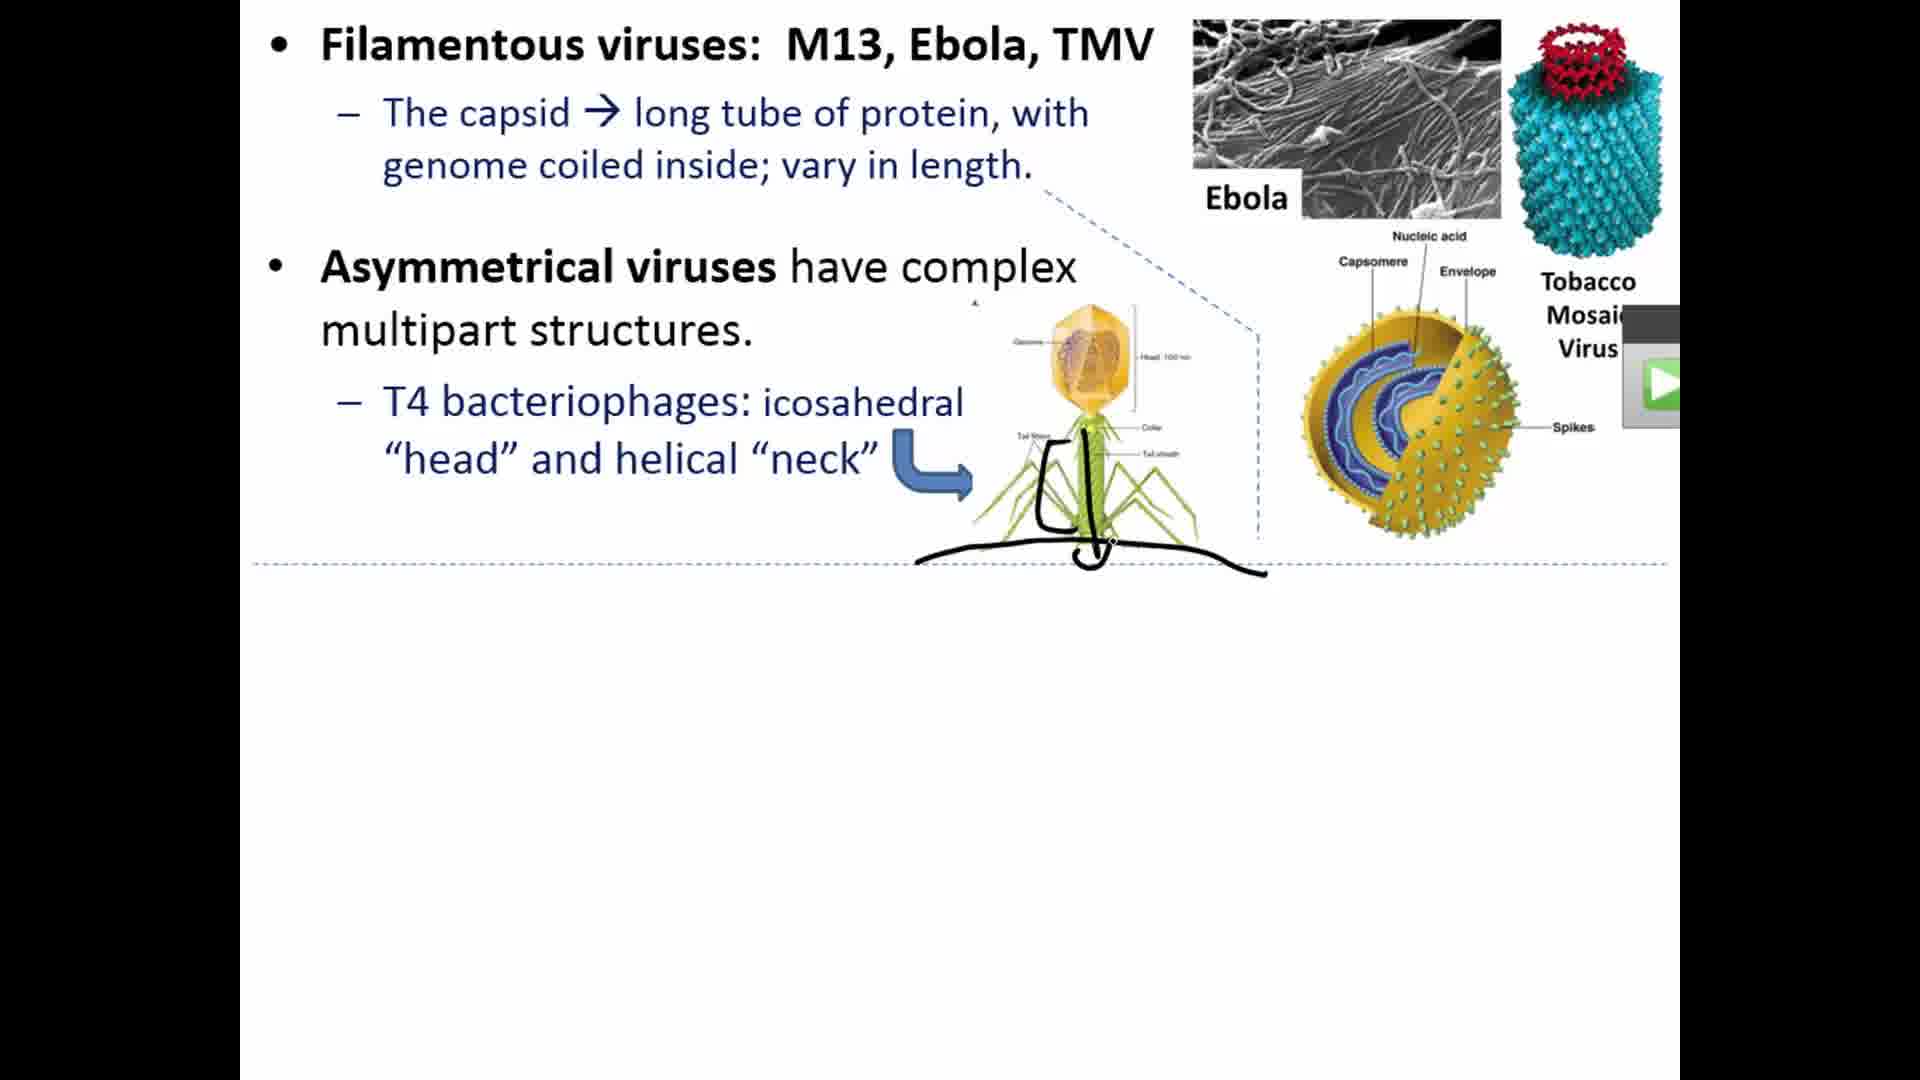 • Filamentous viruses: M13, Ebola, TMV
– The capsid → long tube of protein, with
genome coiled inside; vary in length.
Ebola
• Asymmetrical viruses have complex
multipart structures.
– T4 bacteriophages: icosahedral
“head” and helical “neck”
Genome
Head 100 nm
Collar
Tail fibers
Tail sheath
Nucleic acid
Capsomere
Envelope
Spikes
Tobacco
Mosaic
Virus